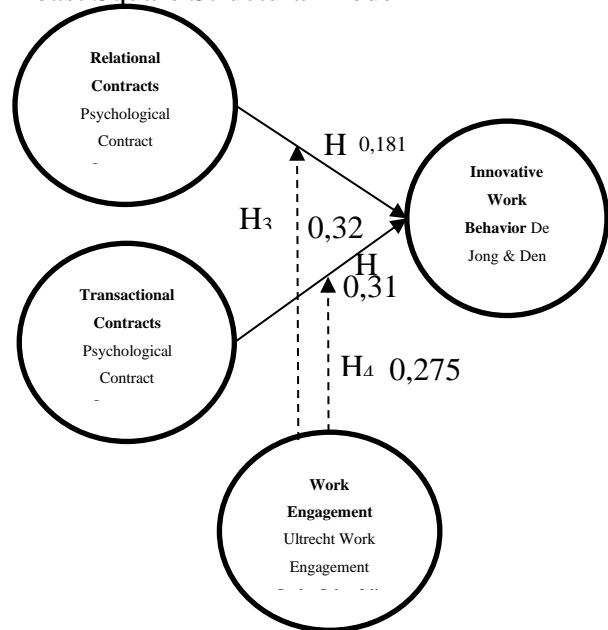 Relational
Contracts
Psychological
Contract
H 0,181
H3
0,32
H
0,31
Innovative
Work
Behavior De
Jong & Den
Transactional
Contracts
Psychological
Contract
H4 0,275
Work
Engagement
Ultrecht Work
Engagement